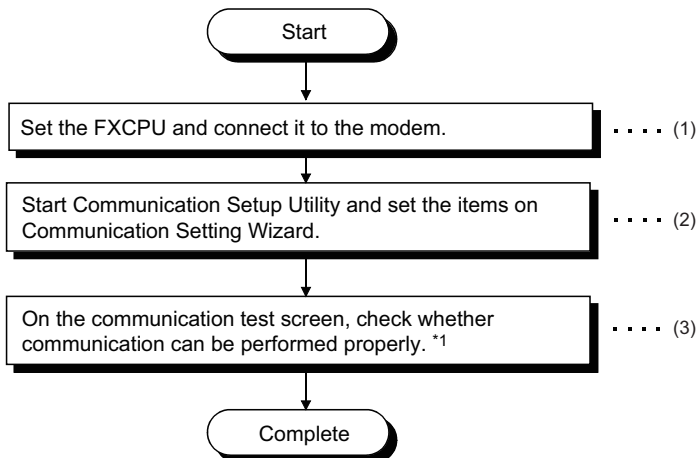 Start
Set the FXCPU and connect it to the modem.
· · · · (1)
Start Communication Setup Utility and set the items on
Communication Setting Wizard.
· · · · (2)
On the communication test screen, check whether
communication can be performed properly. *1
· · · · (3)
Complete